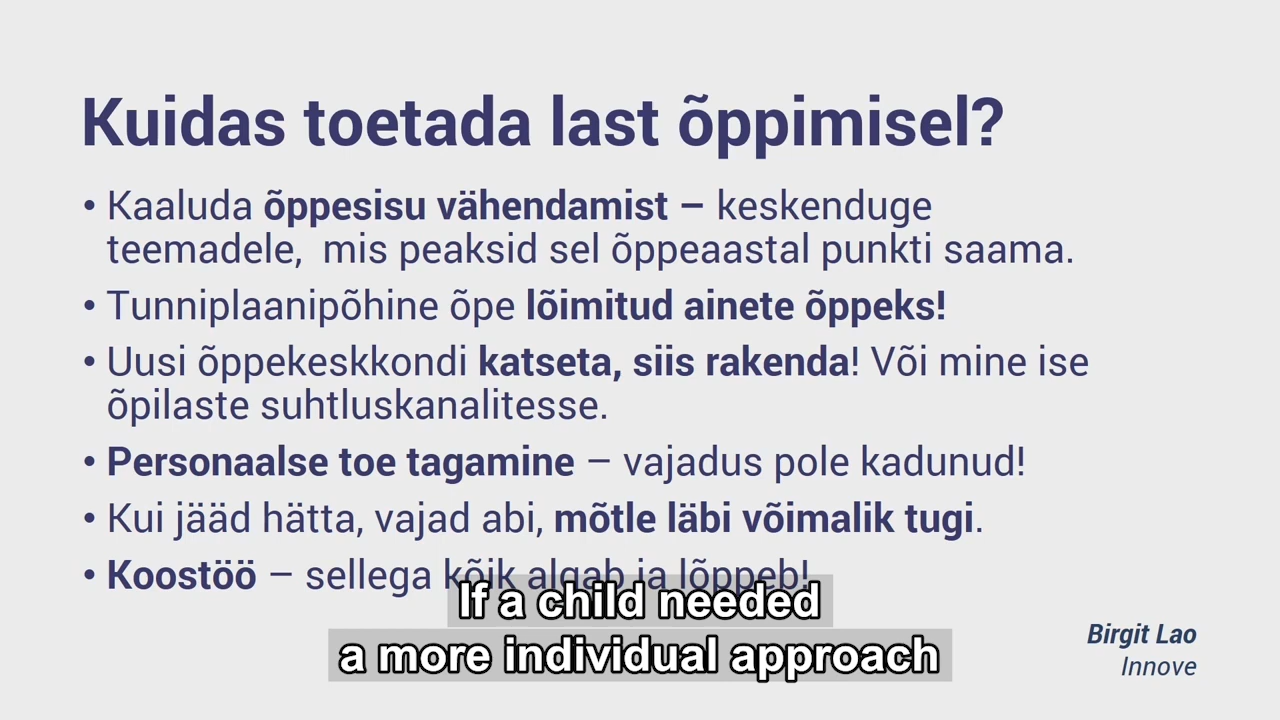 Kuidas toetada last õppimisel?
• Kaaluda õppesisu vähendamist – keskenduge
teemadele, mis peaksid sel õppeaastal punkti saama.
• Tunniplaanipõhine õpe lõimitud ainete õppeks!
• Uusi õppekeskkondi katseta, siis rakenda! Või mine ise
õpilaste suhtluskanalitesse.
• Personaalse toe tagamine – vajadus pole kadunud!
• Kui jääd hätta, vajad abi, mõtle läbi võimalik tugi.
• Koostöö – sellega kõik algab ja lõppeb!
If a child needed
a more individual approach
Birgit Lao
Innove